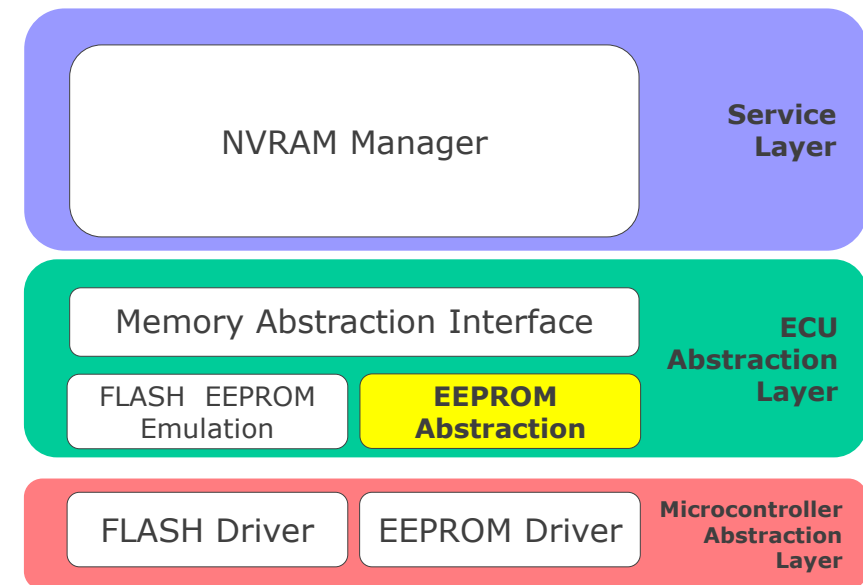 NVRAM Manager
Service
Layer
Memory Abstraction Interface
FLASH EEPROM
Emulation
EEPROM
Abstraction
ECU
Abstraction
Layer
FLASH Driver
EEPROM Driver
Microcontroller
Abstraction
Layer